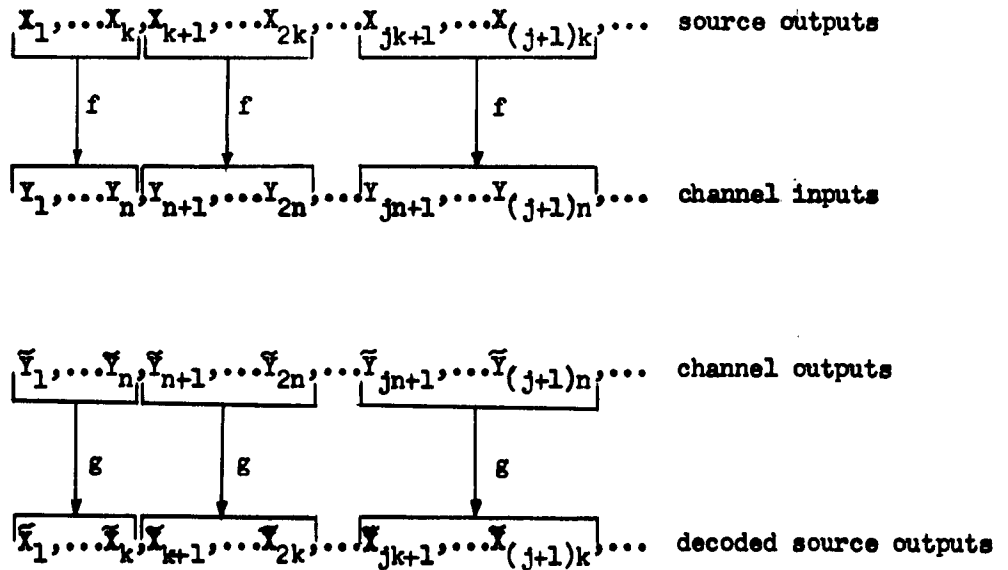 X₁,...Xₖ,Xₖ₊₁,...X₂ₖ,...Xⱼₖ₊₁,...X₍ⱼ₊₁₎ₖ,... source outputs
f f f
Y₁,...Yₙ,Yₙ₊₁,...Y₂ₙ,...Yⱼₙ₊₁,...Y₍ⱼ₊₁₎ₙ,... channel inputs
Ỹ₁,...Ỹₙ,Ỹₙ₊₁,...Ỹ₂ₙ,...Ỹⱼₙ₊₁,...Ỹ₍ⱼ₊₁₎ₙ,... channel outputs
g g g
X̃₁,...X̃ₖ,X̃ₖ₊₁,...X̃₂ₖ,...X̃ⱼₖ₊₁,...X̃₍ⱼ₊₁₎ₖ,... decoded source outputs